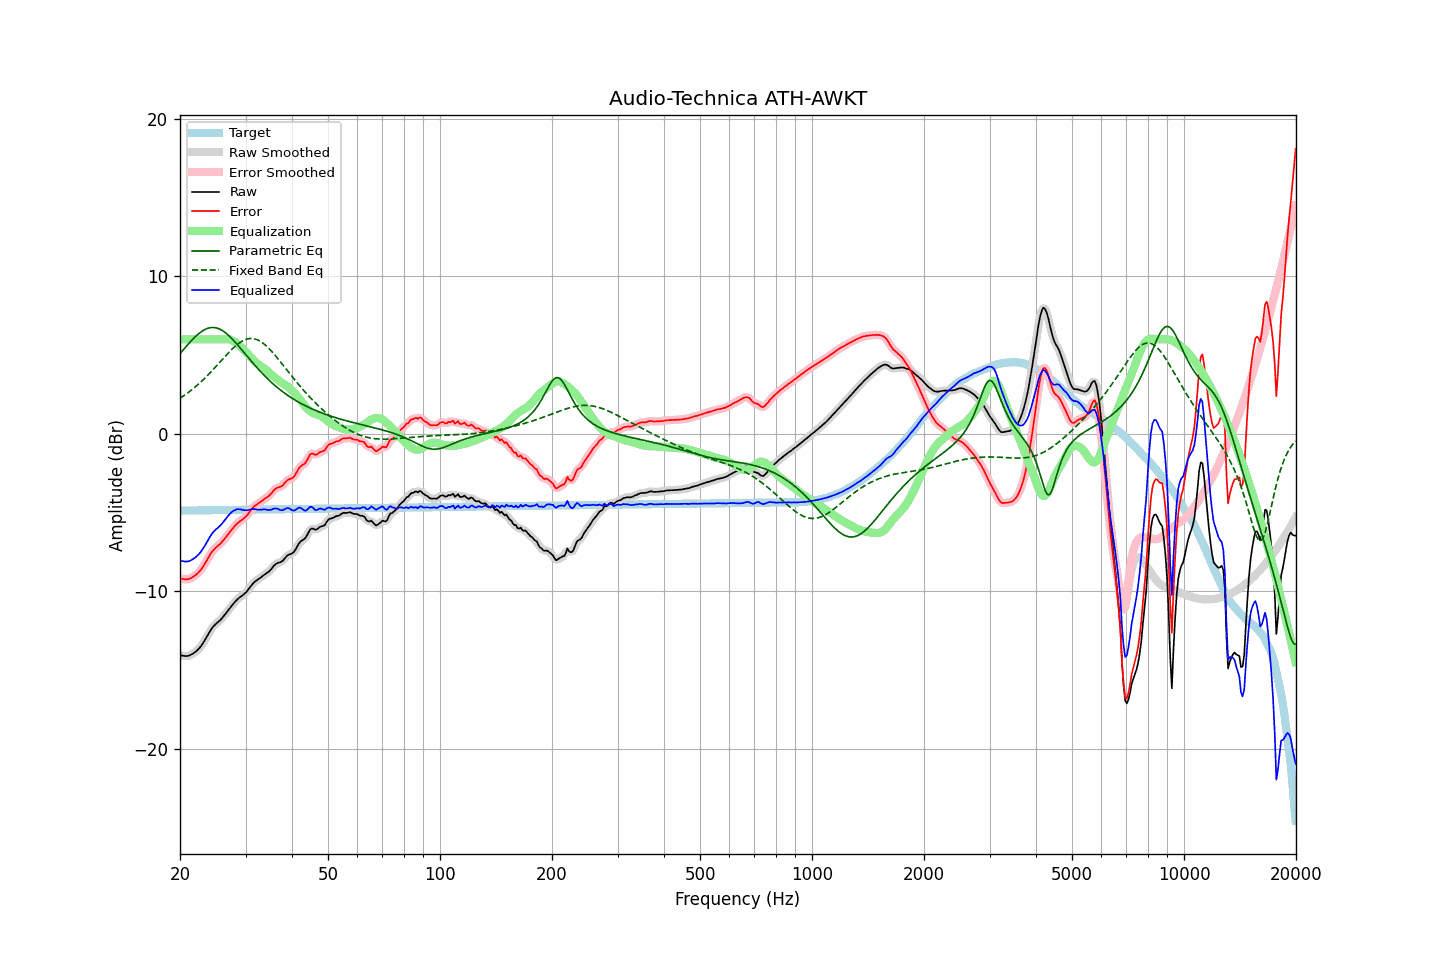 Audio-Technica ATH-AWKT
Target
Raw Smoothed
Error Smoothed
Raw
Error
Equalization
Parametric Eq
Fixed Band Eq
Equalized
20
10
0
−10
−20
Amplitude (dBr)
20
50
100
200
500
1000
2000
5000
10000
20000
Frequency (Hz)